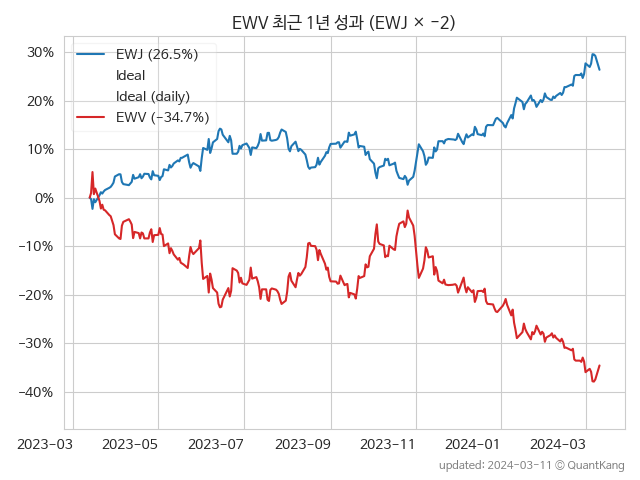 EWV 최근 1년 성과 (EWJ × −2)
EWJ (26.5%)
Ideal
Ideal (daily)
EWV (−34.7%)
30%
20%
10%
0%
−10%
−20%
−30%
−40%
2023−03
2023−05
2023−07
2023−09
2023−11
2024−01
2024−03
updated: 2024−03−11 © QuantKang